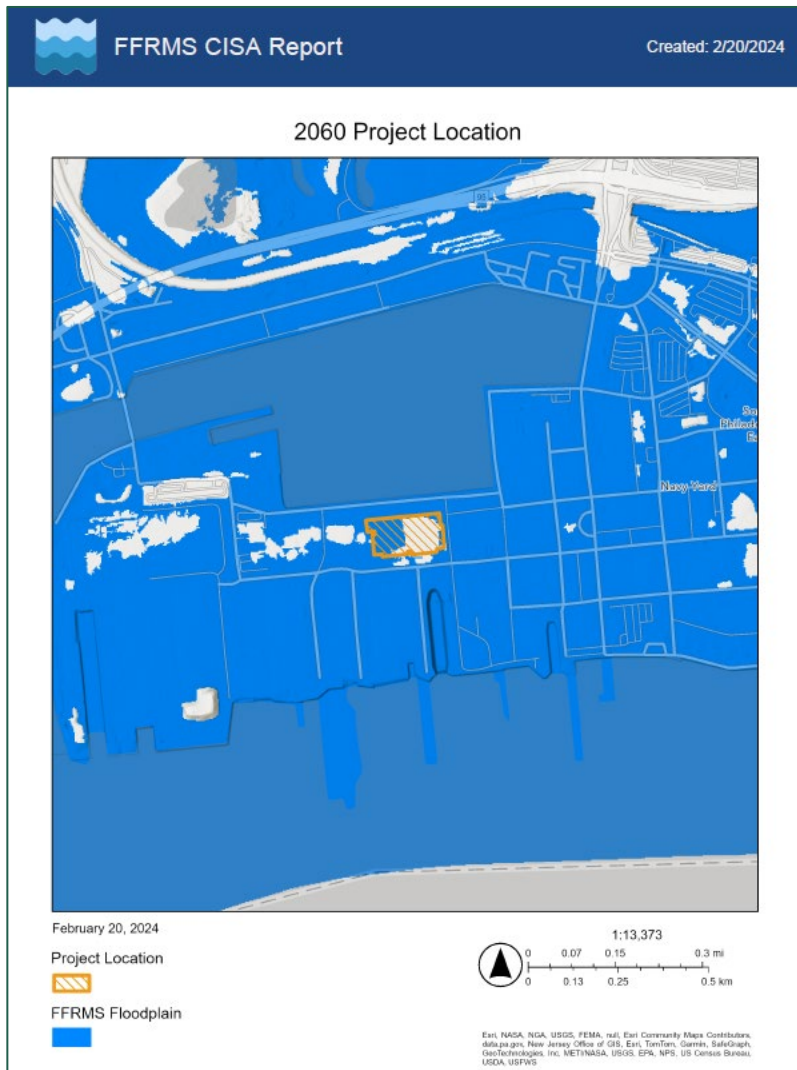 FFRMS CISA Report
Created: 2/20/2024
2060 Project Location
95
Navy Yard
February 20, 2024
Project Location
FFRMS Floodplain
1:13,373
0 0.07 0.15 0.3 mi
0 0.13 0.25 0.5 km
Esri, NASA, NGA, USGS, FEMA, null, Esri Community Maps Contributors,
data.pa.gov, New Jersey Office of GIS, Esri, TomTom, Garmin, SafeGraph,
GeoTechnologies, Inc, METI/NASA, USGS, EPA, NPS, US Census Bureau,
USDA, USFWS